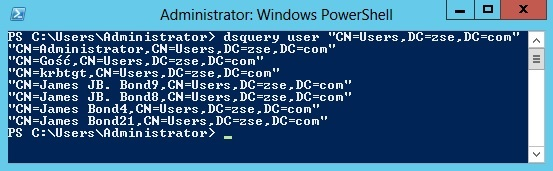 Administrator: Windows PowerShell
PS C:\Users\Administrator> dsquery user "CN=Users,DC=zse,DC=com"
"CN=Administrator,CN=Users,DC=zse,DC=com"
"CN=Gość,CN=Users,DC=zse,DC=com"
"CN=krbtgt,CN=Users,DC=zse,DC=com"
"CN=James JB. Bond9,CN=Users,DC=zse,DC=com"
"CN=James JB. Bond8,CN=Users,DC=zse,DC=com"
"CN=James Bond4,CN=Users,DC=zse,DC=com"
"CN=James Bond21,CN=Users,DC=zse,DC=com"
PS C:\Users\Administrator>